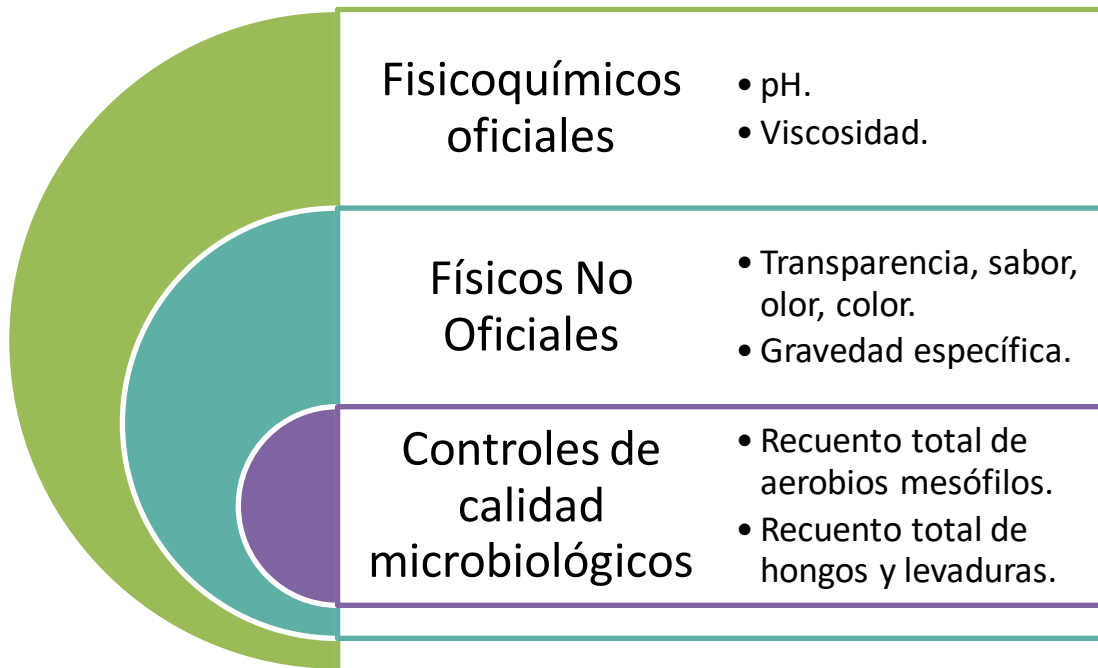 Fisicoquímicos
oficiales
• pH.
• Viscosidad.
Físicos No
Oficiales
• Transparencia, sabor,
olor, color.
• Gravedad específica.
Controles de
calidad
microbiológicos
• Recuento total de
aerobios mesófilos.
• Recuento total de
hongos y levaduras.